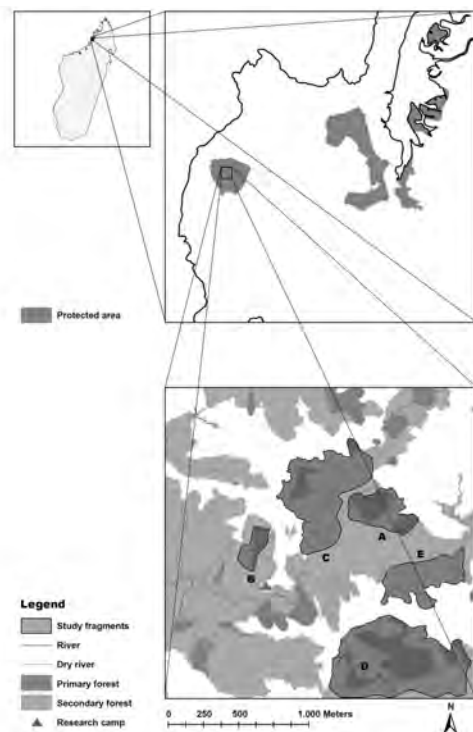 Protected area
A
E
C
B
D
Legend
Study fragments
River
Dry river
Primary forest
Secondary forest
Research camp
0 250 500 1,000 Meters
N